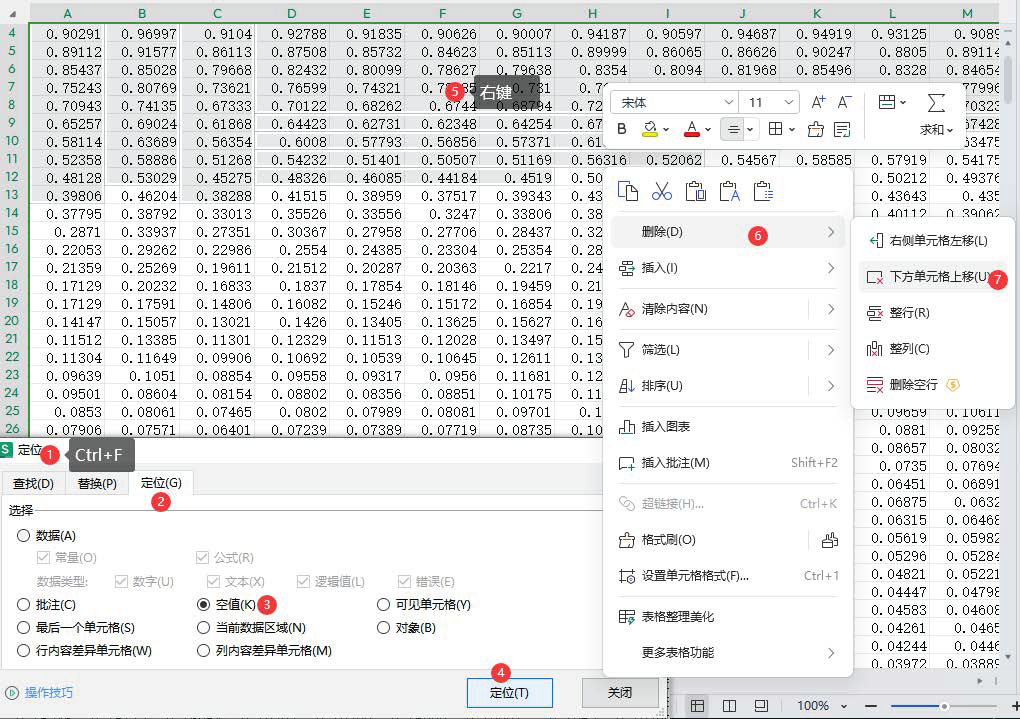 A B C D E F G H I J K L M
4 0.90291 0.96997 0.9104 0.92788 0.91835 0.90626 0.90007 0.94187 0.90597 0.94687 0.94919 0.93125 0.9089
5 0.89112 0.91577 0.86113 0.87508 0.85732 0.84623 0.85113 0.89999 0.86065 0.86626 0.90247 0.8805 0.89114
6 0.85437 0.85028 0.79668 0.82432 0.80099 0.78627 0.79638 0.8354 0.8094 0.81968 0.85496 0.8328 0.84654
7 0.75243 0.80769 0.73621 0.76599 0.74321
5 右键
8 0.70943 0.74135 0.67333 0.70122 0.68262 0.6744 0.68794 0.72
9 0.65257 0.69024 0.61868 0.64423 0.62731 0.62348 0.64254 0.67
10 0.58114 0.63689 0.56354 0.6008 0.57793 0.56856 0.57371 0.61
11 0.52358 0.58886 0.51268 0.54232 0.51401 0.50507 0.51169 0.56316 0.52062 0.54567 0.58585 0.57919 0.54175
12 0.48128 0.53029 0.45275 0.48326 0.46085 0.44184 0.4519 0.50 0.50212 0.49376
13 0.39806 0.46204 0.38288 0.41515 0.38959 0.37517 0.39343 0.43 0.43643 0.435
14 0.37795 0.38792 0.33013 0.35526 0.33556 0.3247 0.33806 0.38 0.40112 0.39062
15 0.2871 0.33937 0.27351 0.30367 0.27958 0.27706 0.28437 0.32
16 0.22053 0.29262 0.22986 0.2554 0.24385 0.23304 0.25354 0.28
17 0.21359 0.25269 0.19611 0.21512 0.20287 0.20363 0.2217 0.24
18 0.17129 0.20232 0.16833 0.1837 0.17854 0.18146 0.19459 0.21
19 0.17129 0.17591 0.14806 0.16082 0.15246 0.15172 0.16854 0.19
20 0.14147 0.15057 0.13021 0.1426 0.13405 0.13625 0.15627 0.16
21 0.11512 0.13385 0.11301 0.12329 0.11513 0.12028 0.13497 0.15
22 0.11304 0.11649 0.09906 0.10692 0.10539 0.10645 0.12611 0.13
23 0.09639 0.1051 0.08854 0.09558 0.09317 0.0956 0.11681 0.12
24 0.09501 0.08604 0.08154 0.08802 0.08356 0.08851 0.10175 0.11
25 0.0853 0.08061 0.07465 0.0802 0.07989 0.08081 0.09701 0.1
26 0.07906 0.07571 0.06401 0.07239 0.07389 0.07719 0.08735 0.10
宋体 11 A+ A-
B A 求和
删除(D) 6
插入(I)
清除内容(N)
筛选(L)
排序(U)
插入图表
插入批注(M) Shift+F2
超链接(H)... Ctrl+K
格式刷(O)
设置单元格格式(F)... Ctrl+1
表格整理美化
更多表格功能
右侧单元格左移(L)
下方单元格上移(U) 7
整行(R)
整列(C)
删除空行
0.09659 0.10611
0.0881 0.09258
0.08657 0.08032
0.0735 0.07694
0.06451 0.06891
0.06875 0.0632
0.06315 0.06468
0.05619 0.05982
0.05296 0.05284
0.04821 0.05221
0.04447 0.04798
0.04583 0.04608
0.04261 0.0465
0.04244 0.0446
0.03972 0.03889
S 定位 1 Ctrl+F
查找(D) 替换(P) 定位(G)
2
选择
数据(A)
常量(O) 公式(R)
数据类型: 数字(U) 文本(X) 逻辑值(L) 错误(E)
批注(C) 空值(K) 3 可见单元格(Y)
最后一个单元格(S) 当前数据区域(N) 对象(B)
行内容差异单元格(W) 列内容差异单元格(M)
4
操作技巧 定位(T) 关闭
100%